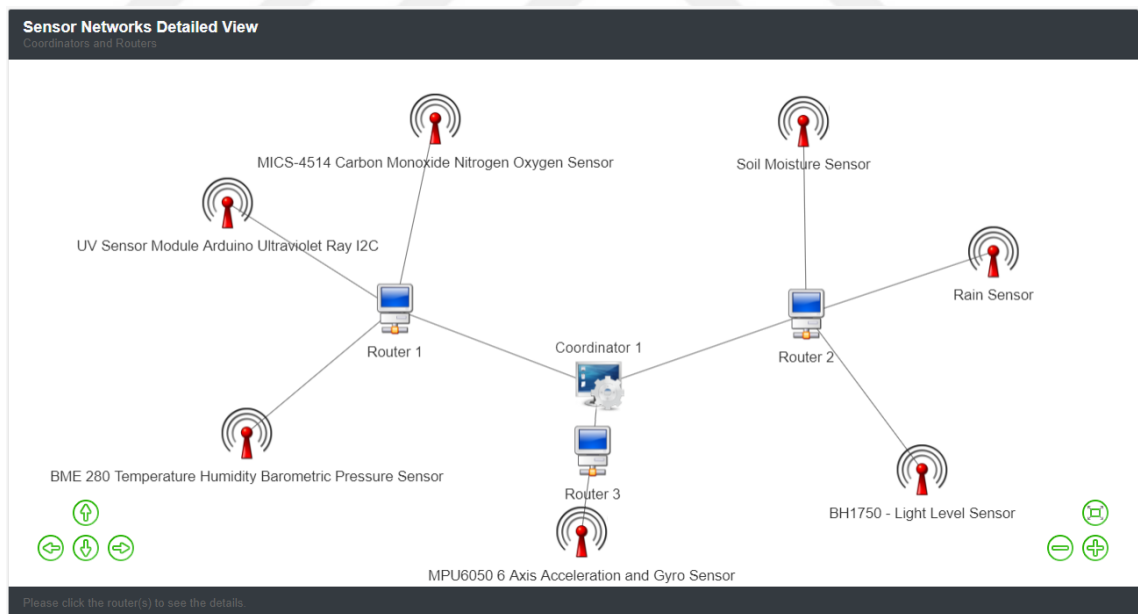 Sensor Networks Detailed View
Coordinators and Routers
MICS-4514 Carbon Monoxide Nitrogen Oxygen Sensor
Soil Moisture Sensor
UV Sensor Module Arduino Ultraviolet Ray I2C
Rain Sensor
Router 1
Coordinator 1
Router 2
BME 280 Temperature Humidity Barometric Pressure Sensor
Router 3
BH1750 - Light Level Sensor
MPU6050 6 Axis Acceleration and Gyro Sensor
Please click the router(s) to see the details.